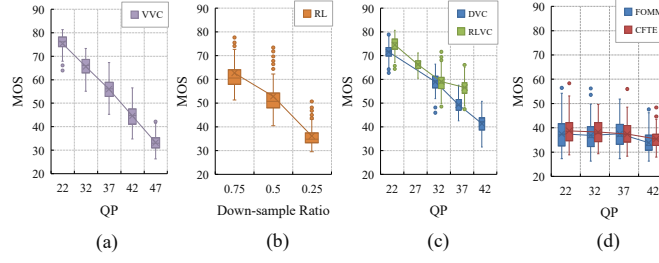 VVC
MOS
90
80
70
60
50
40
30
20
22 32 37 42 47
QP
(a)
RL
MOS
90
80
70
60
50
40
30
20
0.75 0.5 0.25
Down-sample Ratio
(b)
DVC
RLVC
MOS
90
80
70
60
50
40
30
20
22 27 32 37 42
QP
(c)
FOMM
CFTE
MOS
90
80
70
60
50
40
30
20
22 32 37 42
QP
(d)